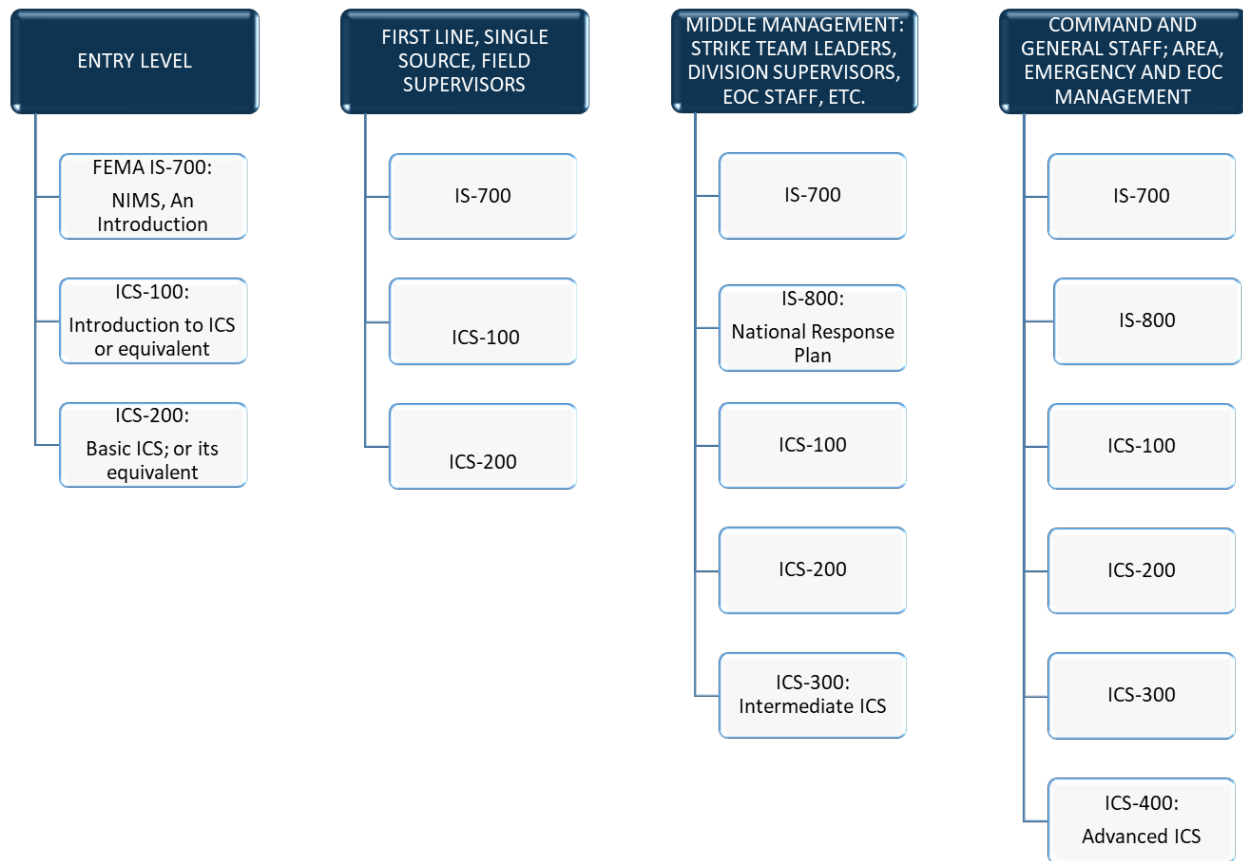 ENTRY LEVEL
FEMA IS-700:
NIMS, An
Introduction
ICS-100:
Introduction to ICS
or equivalent
ICS-200:
Basic ICS; or its
equivalent
FIRST LINE, SINGLE
SOURCE, FIELD
SUPERVISORS
IS-700
ICS-100
ICS-200
MIDDLE MANAGEMENT:
STRIKE TEAM LEADERS,
DIVISION SUPERVISORS,
EOC STAFF, ETC.
IS-700
IS-800:
National Response
Plan
ICS-100
ICS-200
ICS-300:
Intermediate ICS
COMMAND AND
GENERAL STAFF; AREA,
EMERGENCY AND EOC
MANAGEMENT
IS-700
IS-800
ICS-100
ICS-200
ICS-300
ICS-400:
Advanced ICS